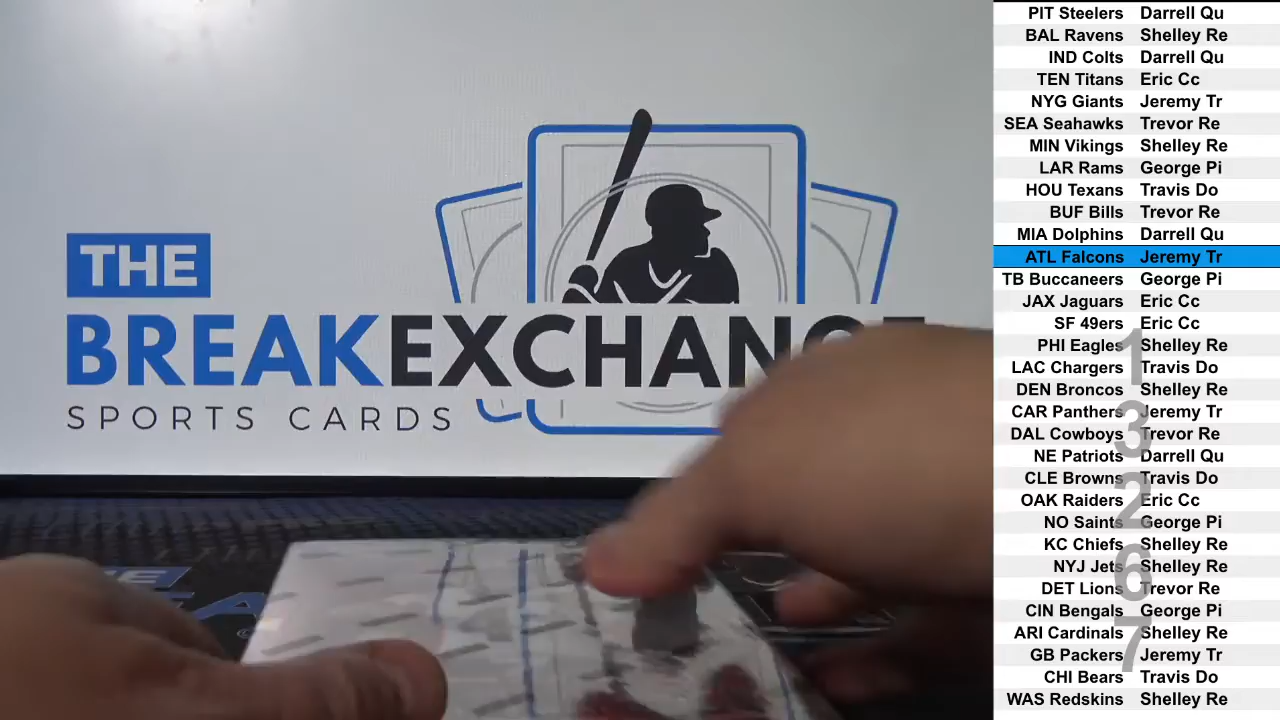 THE
BREAKEXCHAN
SPORTS CARDS
PIT Steelers Darrell Qu
BAL Ravens Shelley Re
IND Colts Darrell Qu
TEN Titans Eric Cc
NYG Giants Jeremy Tr
SEA Seahawks Trevor Re
MIN Vikings Shelley Re
LAR Rams George Pi
HOU Texans Travis Do
BUF Bills Trevor Re
MIA Dolphins Darrell Qu
ATL Falcons Jeremy Tr
TB Buccaneers George Pi
JAX Jaguars Eric Cc
SF 49ers Eric Cc
PHI Eagles Shelley Re
LAC Chargers Travis Do
DEN Broncos Shelley Re
CAR Panthers Jeremy Tr
DAL Cowboys Trevor Re
NE Patriots Darrell Qu
CLE Browns Travis Do
OAK Raiders Eric Cc
NO Saints George Pi
KC Chiefs Shelley Re
NYJ Jets Shelley Re
DET Lions Trevor Re
CIN Bengals George Pi
ARI Cardinals Shelley Re
GB Packers Jeremy Tr
CHI Bears Travis Do
WAS Redskins Shelley Re
1
3
2
6
7